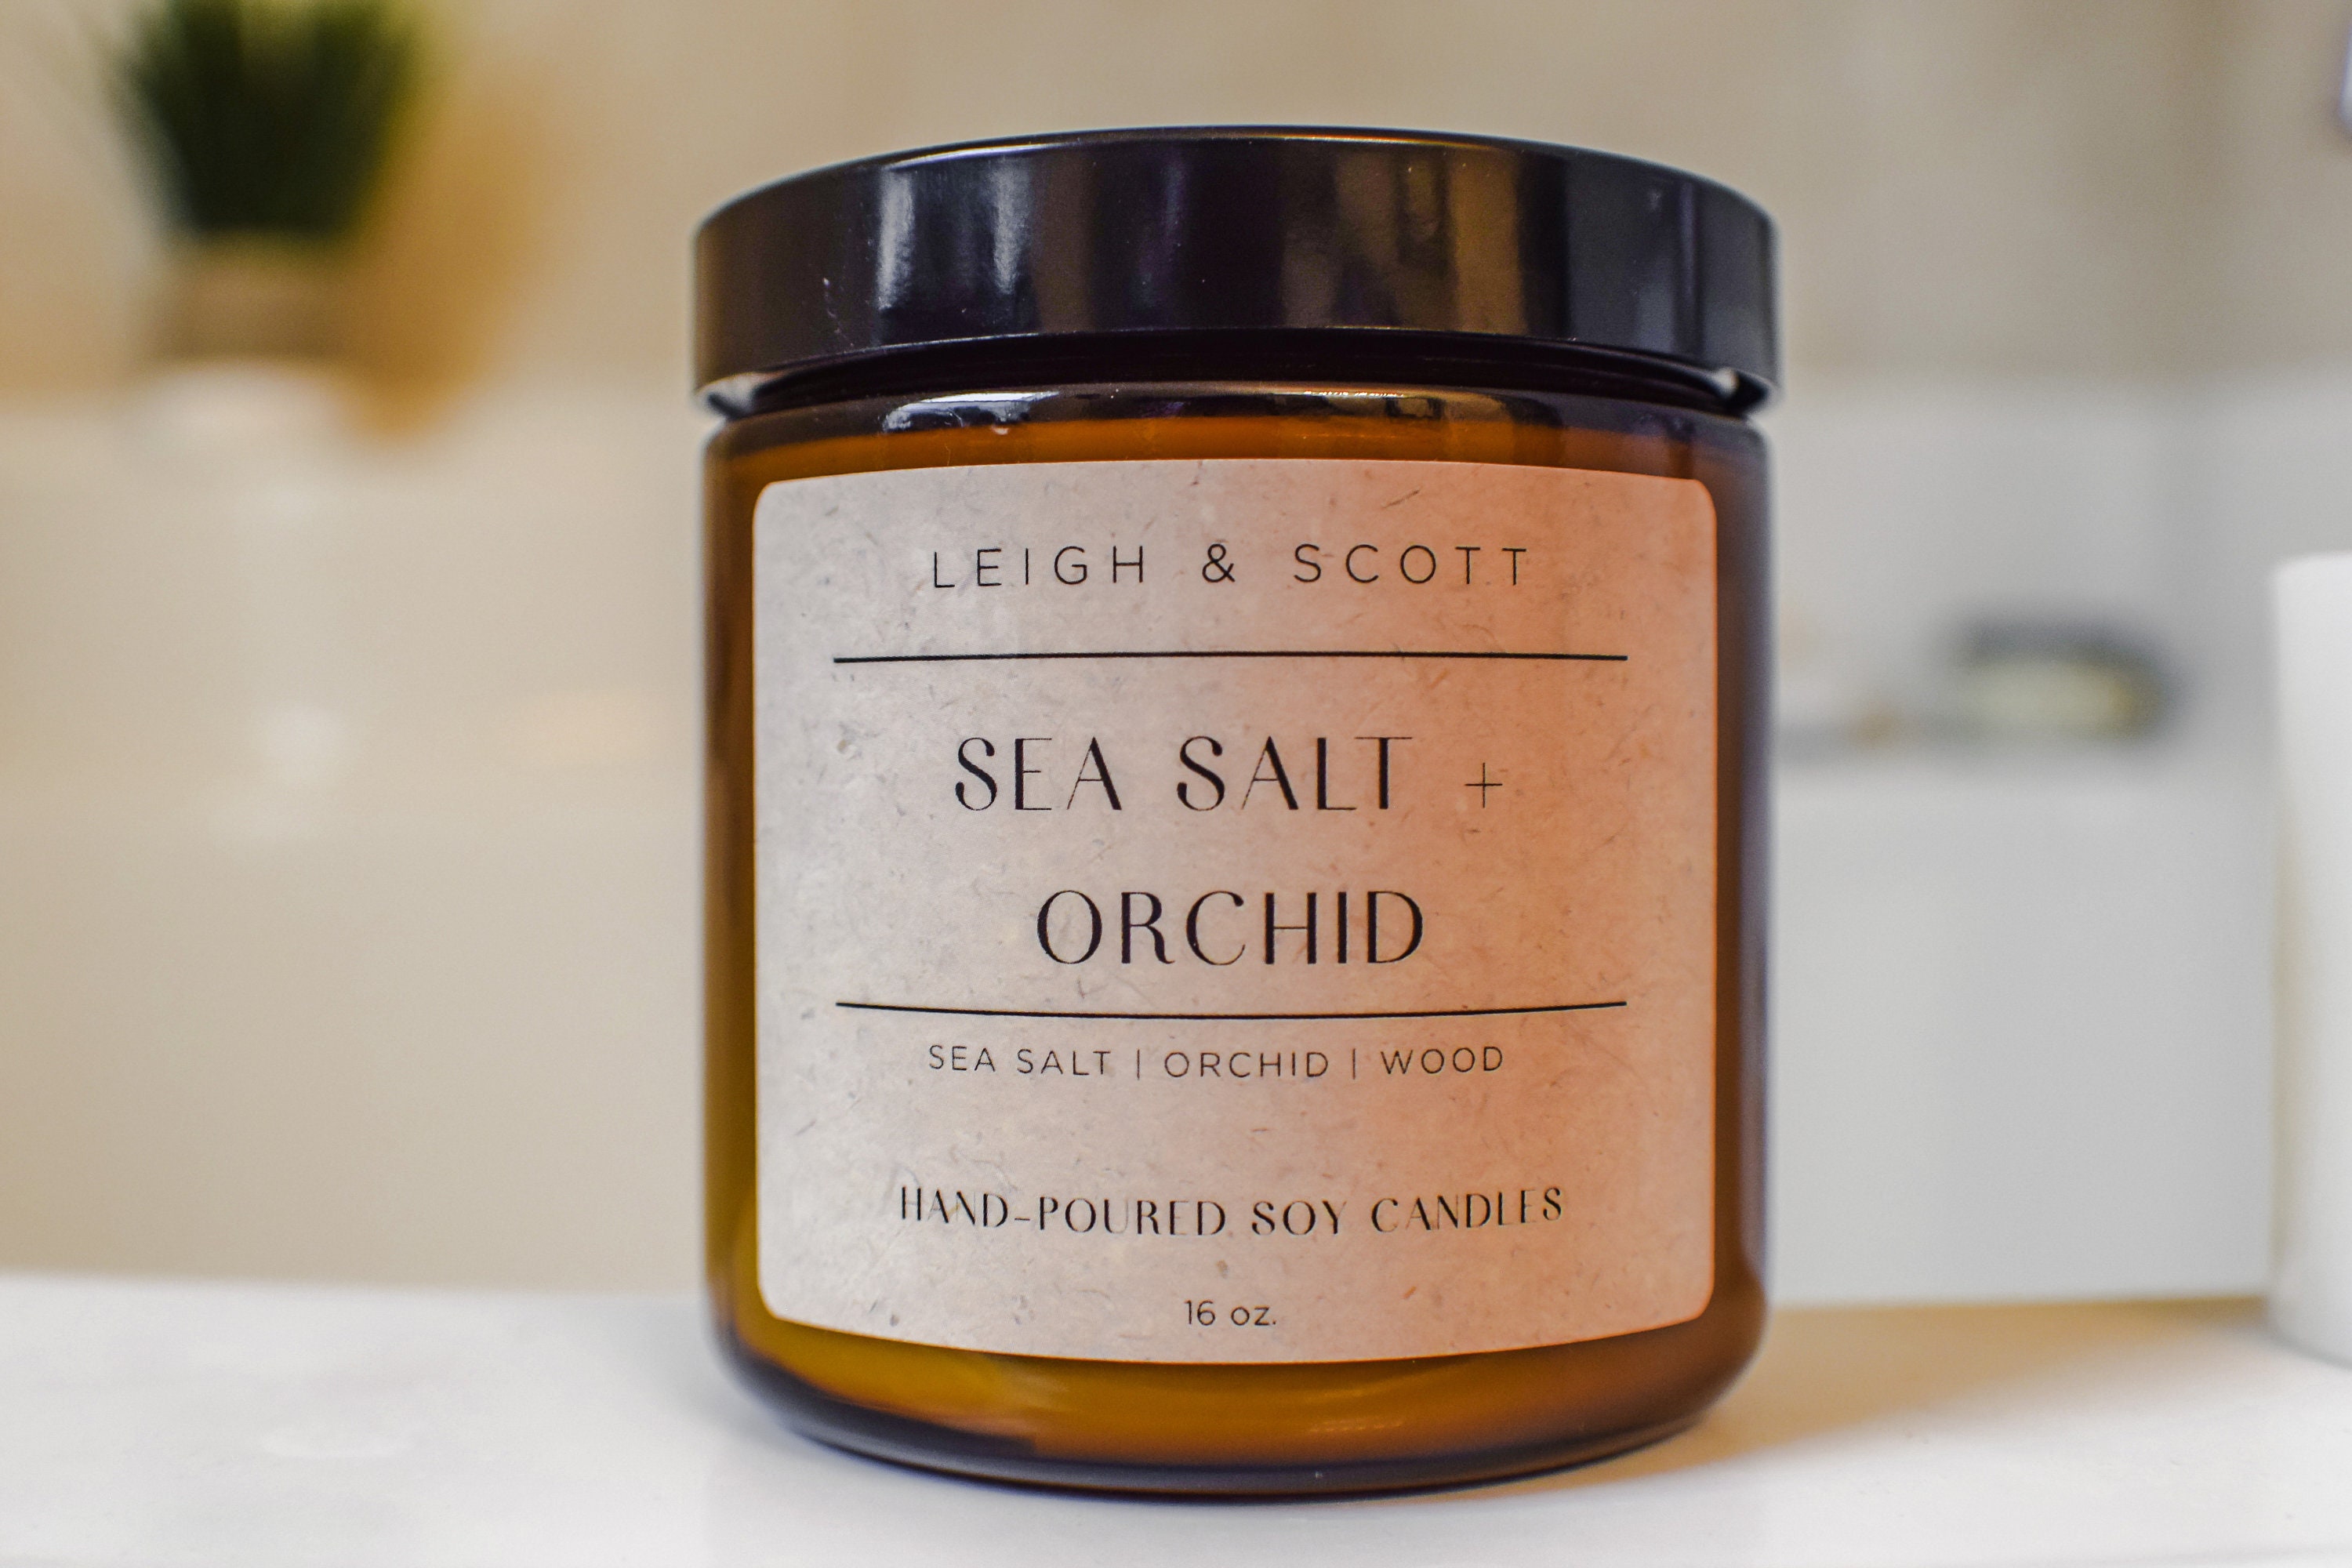 LEIGH & SCOTT
SEA SALT +
ORCHID
SEA SALT | ORCHID | WOOD
HAND-POURED SOY CANDLES
16 oz.